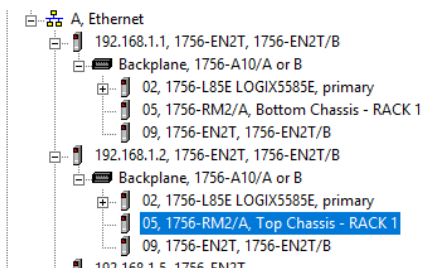 A, Ethernet
192.168.1.1, 1756-EN2T, 1756-EN2T/B
Backplane, 1756-A10/A or B
02, 1756-L85E LOGIX5585E, primary
05, 1756-RM2/A, Bottom Chassis - RACK 1
09, 1756-EN2T, 1756-EN2T/B
192.168.1.2, 1756-EN2T, 1756-EN2T/B
Backplane, 1756-A10/A or B
02, 1756-L85E LOGIX5585E, primary
05, 1756-RM2/A, Top Chassis - RACK 1
09, 1756-EN2T, 1756-EN2T/B
192.168.1.5, 1756-EN2T